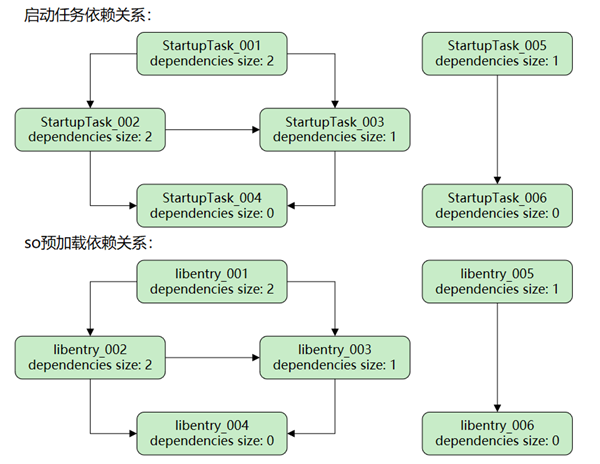 启动任务依赖关系：
StartupTask_001
dependencies size: 2
StartupTask_005
dependencies size: 1
StartupTask_002
dependencies size: 2
StartupTask_003
dependencies size: 1
StartupTask_004
dependencies size: 0
StartupTask_006
dependencies size: 0
so预加载依赖关系：
libentry_001
dependencies size: 2
libentry_005
dependencies size: 1
libentry_002
dependencies size: 2
libentry_003
dependencies size: 1
libentry_004
dependencies size: 0
libentry_006
dependencies size: 0